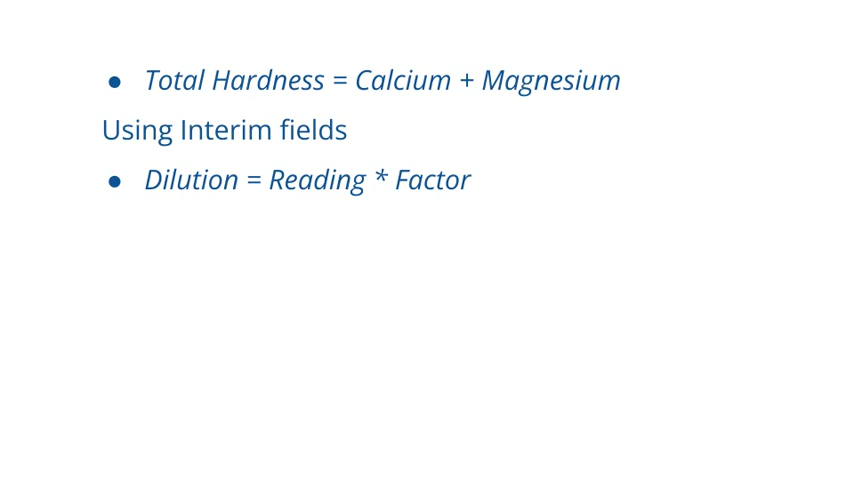 ● Total Hardness = Calcium + Magnesium
Using Interim fields
● Dilution = Reading * Factor